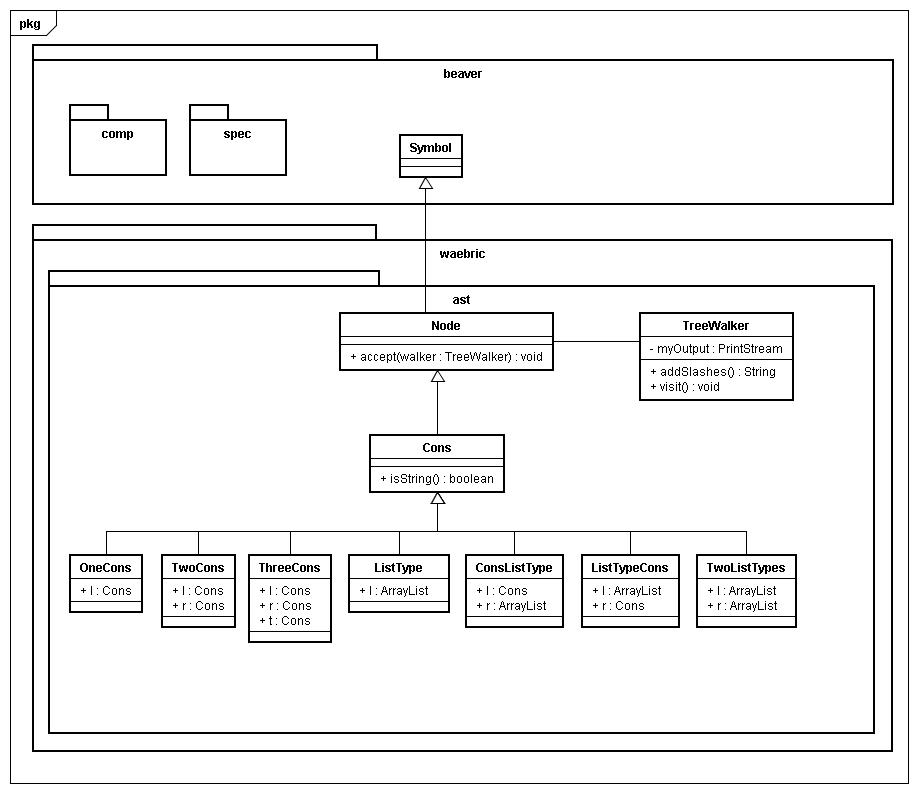 pkg
beaver
comp
spec
Symbol
waebric
ast
Node
+ accept(walker : TreeWalker) : void
TreeWalker
- myOutput : PrintStream
+ addSlashes() : String
+ visit() : void
Cons
+ isString() : boolean
OneCons
+ l : Cons
TwoCons
+ l : Cons
+ r : Cons
ThreeCons
+ l : Cons
+ r : Cons
+ t : Cons
ListType
+ l : ArrayList
ConsListType
+ l : Cons
+ r : ArrayList
ListTypeCons
+ l : ArrayList
+ r : Cons
TwoListTypes
+ l : ArrayList
+ r : ArrayList